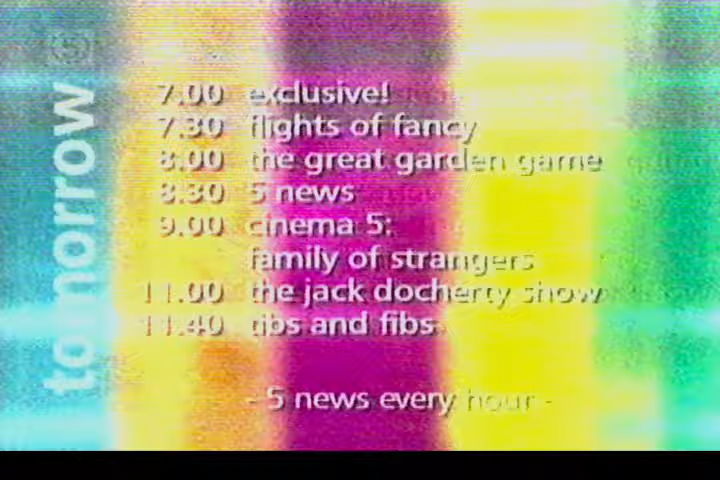 5
tomorrow
7.00 exclusive!
7.30 flights of fancy
8.00 the great garden game
8.30 5 news
9.00 cinema 5:
family of strangers
11.00 the jack docherty show
11.40 tibs and fibs
- 5 news every hour -